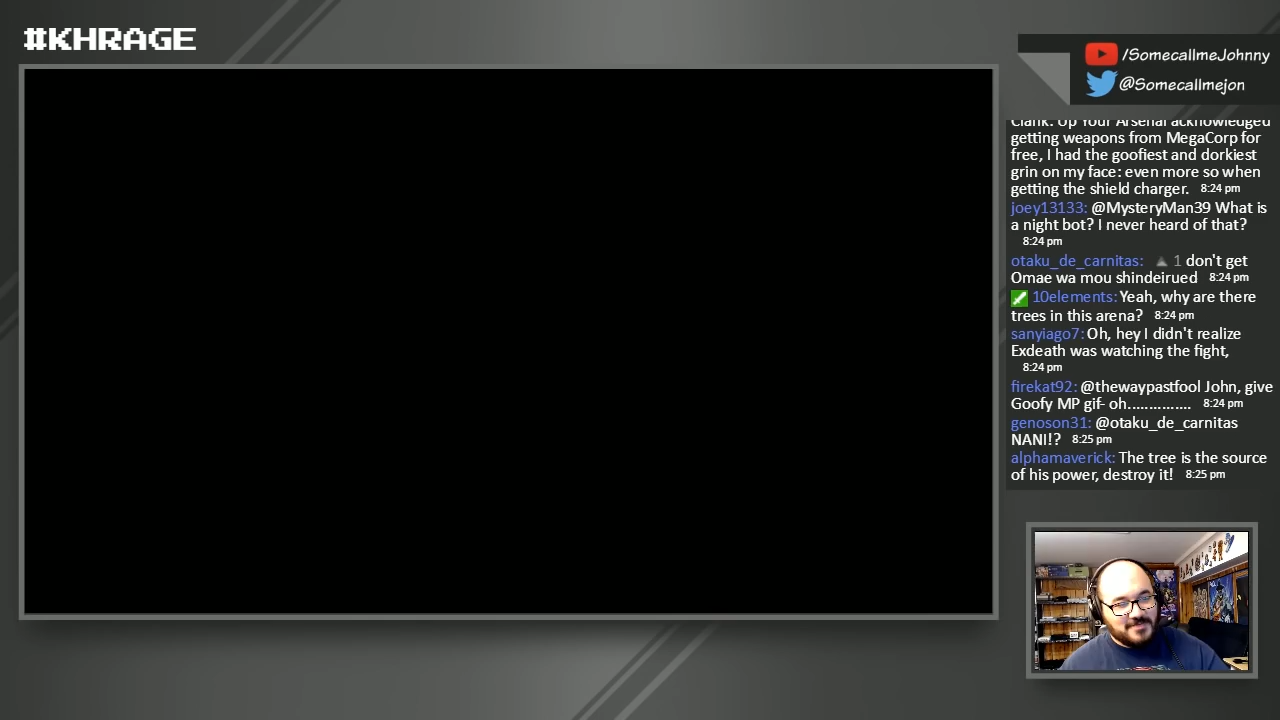 #KHRAGE
/SomecallmeJohnny
@Somecallmejon
Clank: Up Your Arsenal acknowledged
getting weapons from MegaCorp for
free, I had the goofiest and dorkiest
grin on my face: even more so when
getting the shield charger. 8:24 pm
joey13133: @MysteryMan39 What is
a night bot? I never heard of that?
8:24 pm
otaku_de_carnitas: 1 don't get
Omae wa mou shindeirued 8:24 pm
10elements: Yeah, why are there
trees in this arena? 8:24 pm
sanyiago7: Oh, hey I didn't realize
Exdeath was watching the fight,
8:24 pm
firekat92: @thewaypastfool John, give
Goofy MP gif- oh............... 8:24 pm
genoson31: @otaku_de_carnitas
NANI!? 8:25 pm
alphamaverick: The tree is the source
of his power, destroy it! 8:25 pm